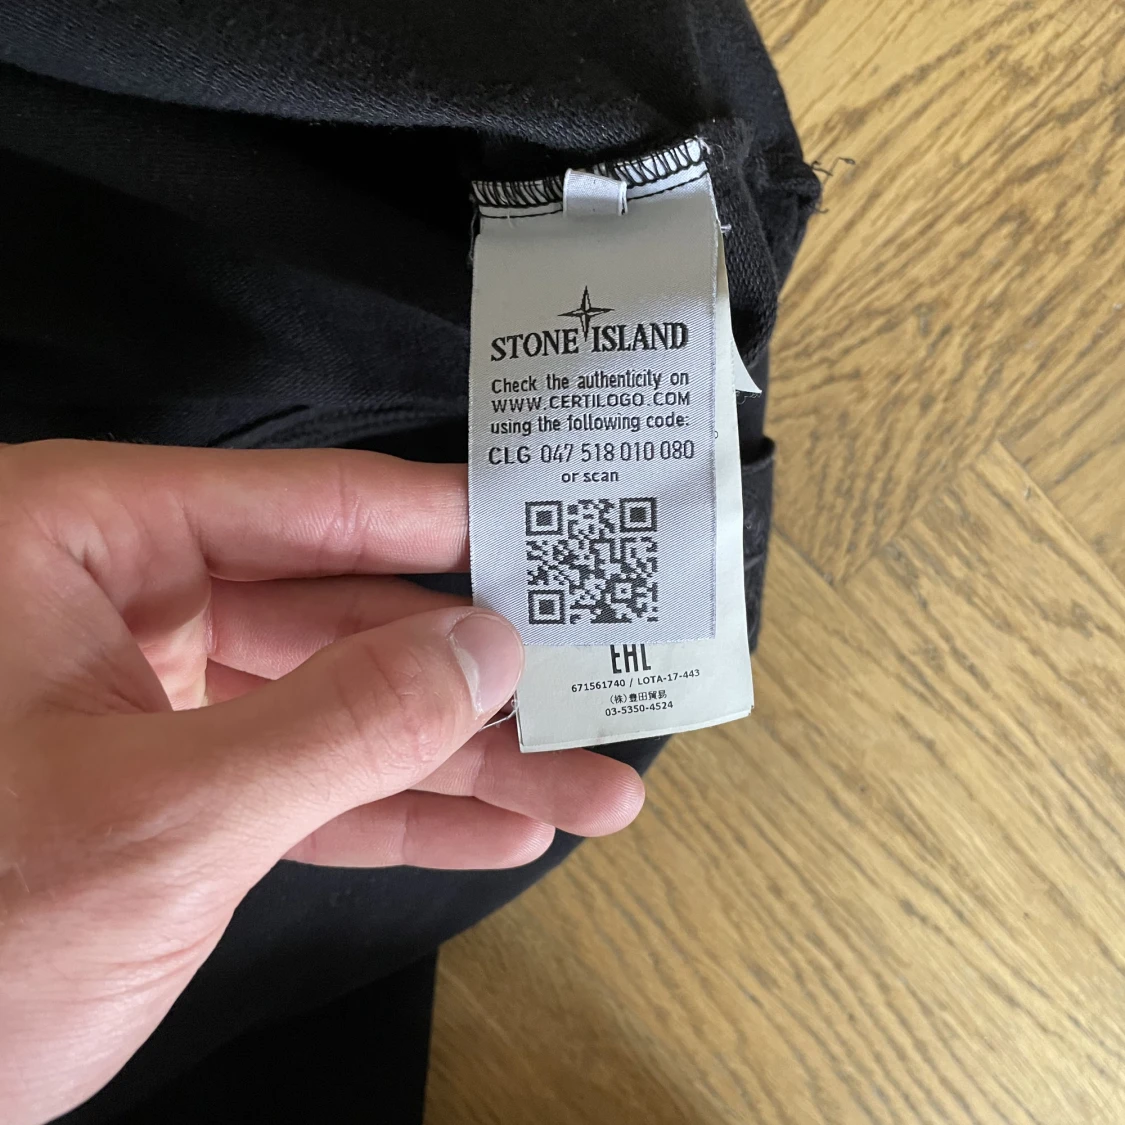 STONE ISLAND
Check the authenticity on
WWW.CERTILOGO.COM
using the following code:
CLG 047 518 010 080
or scan
EAC
671561740 / LOTA-17-443
(株)豊田貿易
03-5350-4524